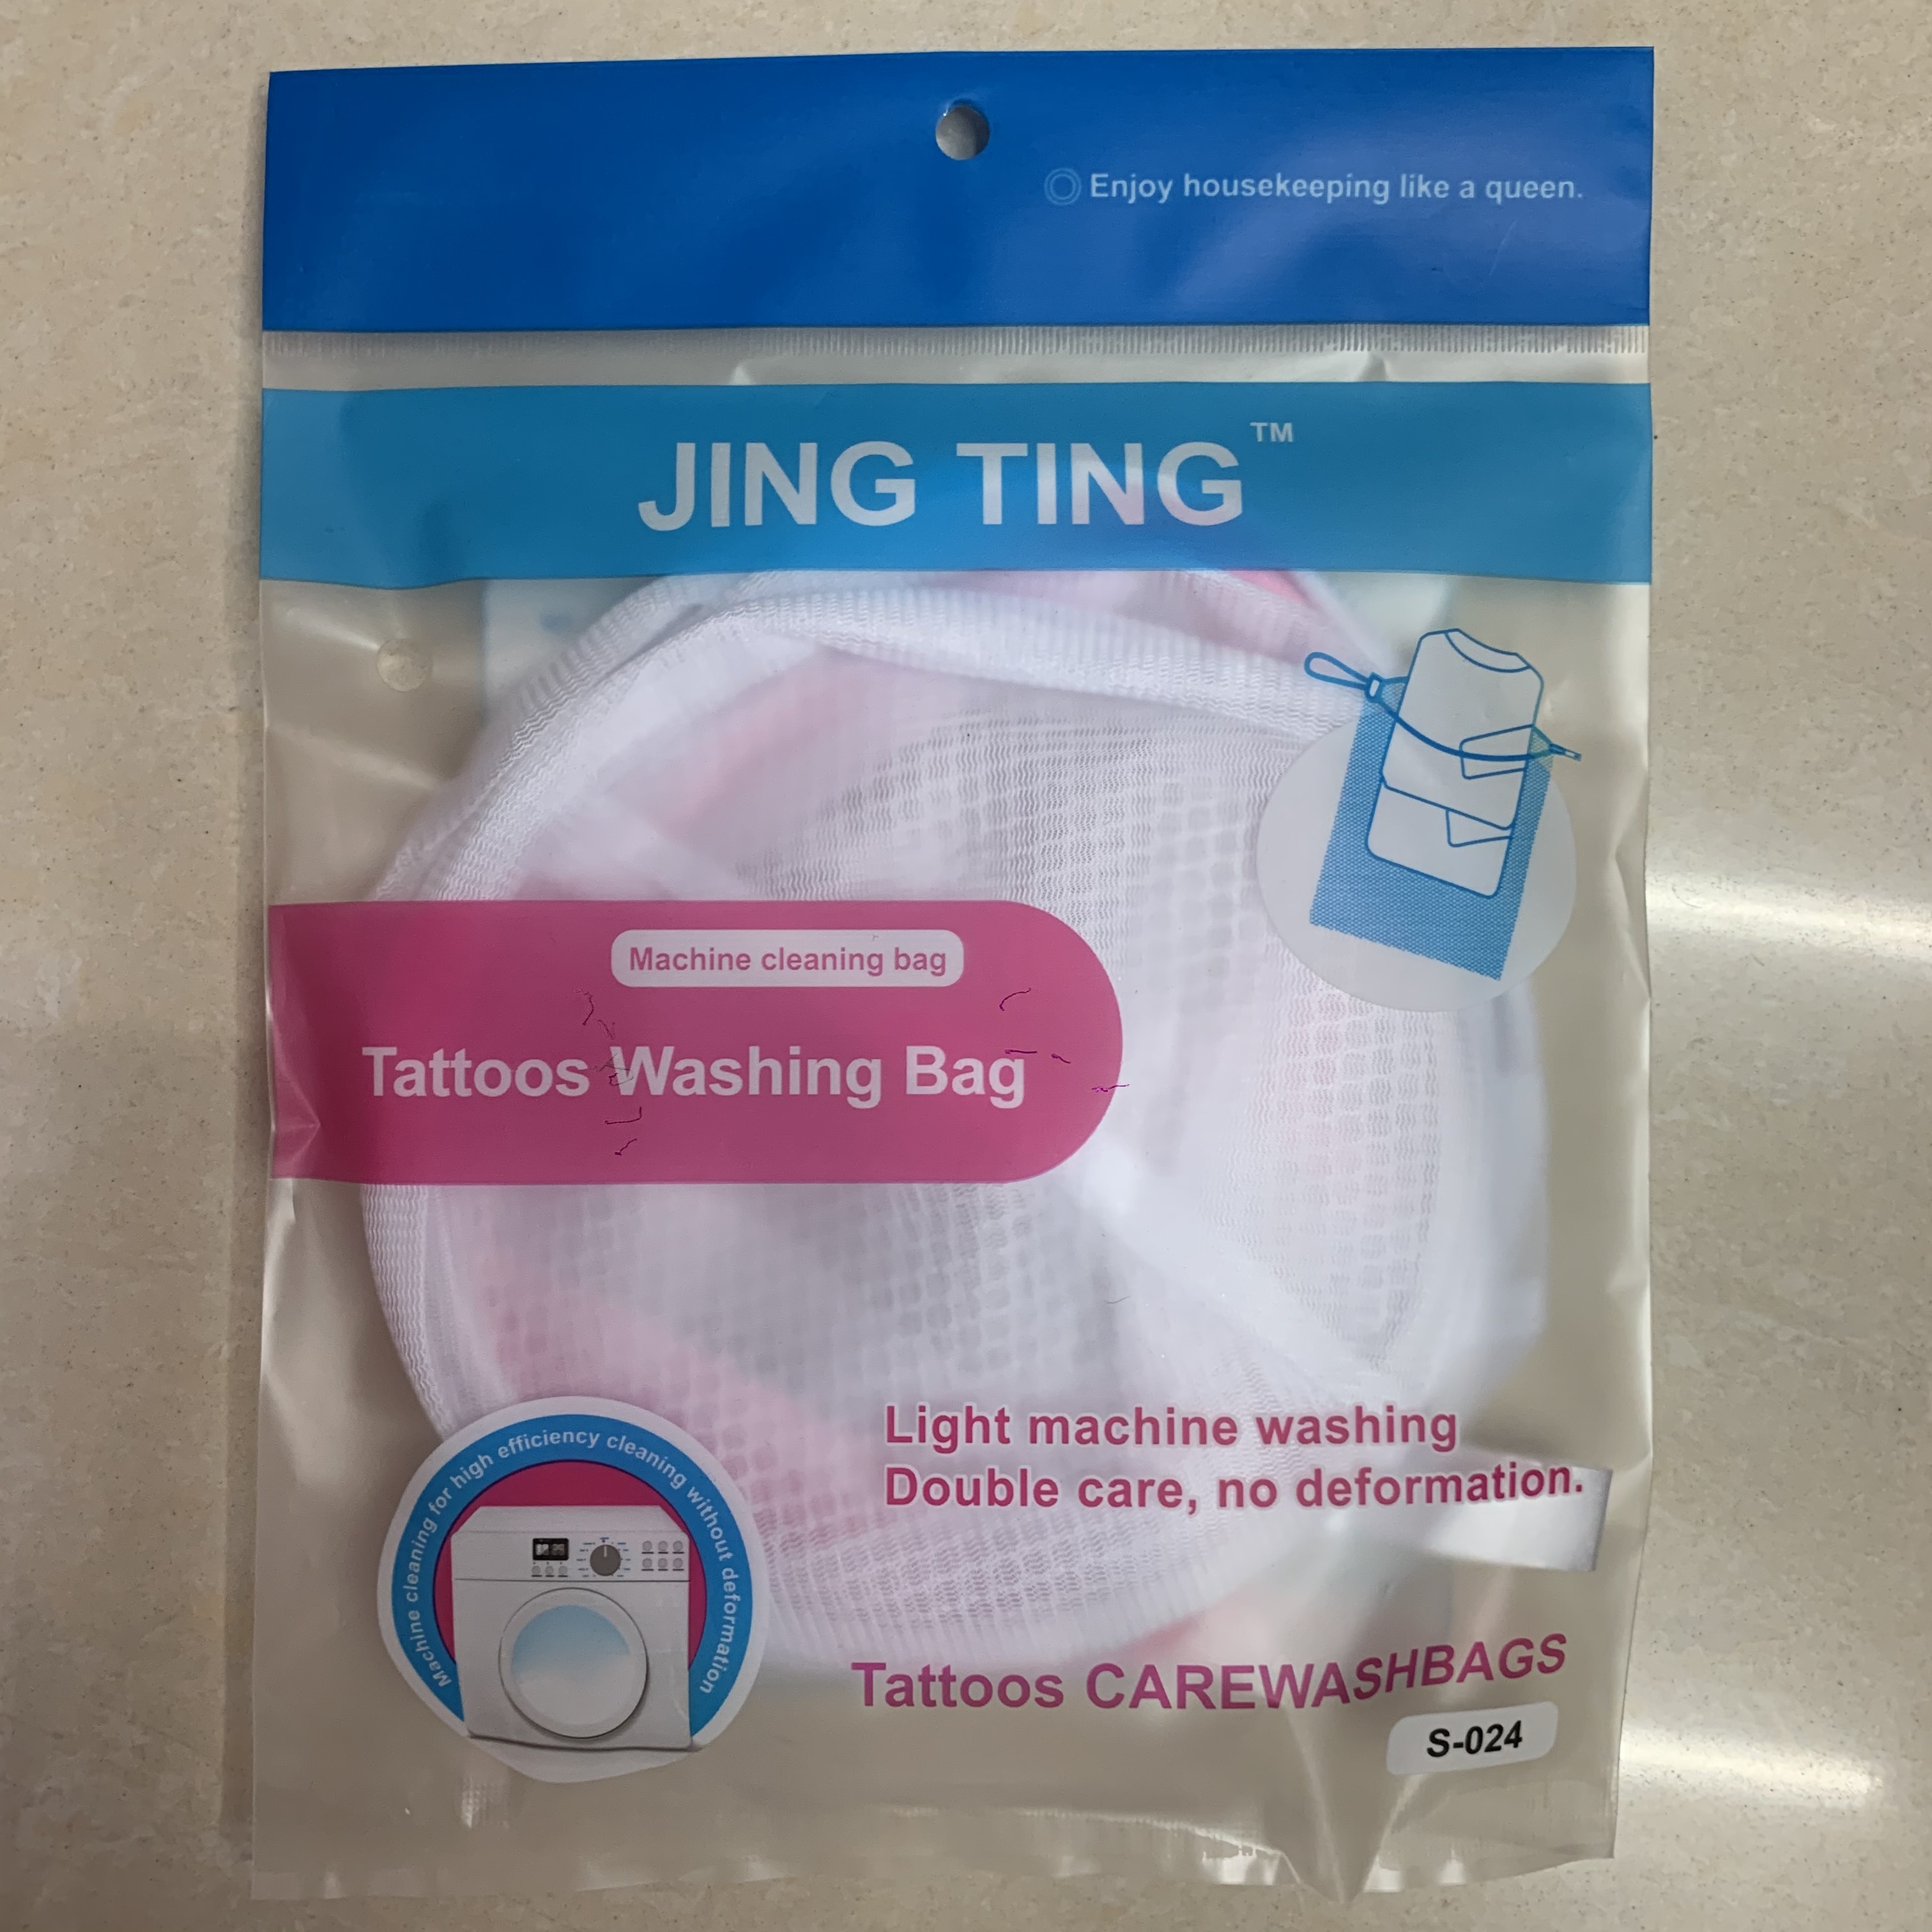 Enjoy housekeeping like a queen.
JING TING™
Machine cleaning bag
Tattoos Washing Bag
Light machine washing
Double care, no deformation.
Machine cleaning for high efficiency cleaning without deformation
Tattoos CAREWASHBAGS
S-024